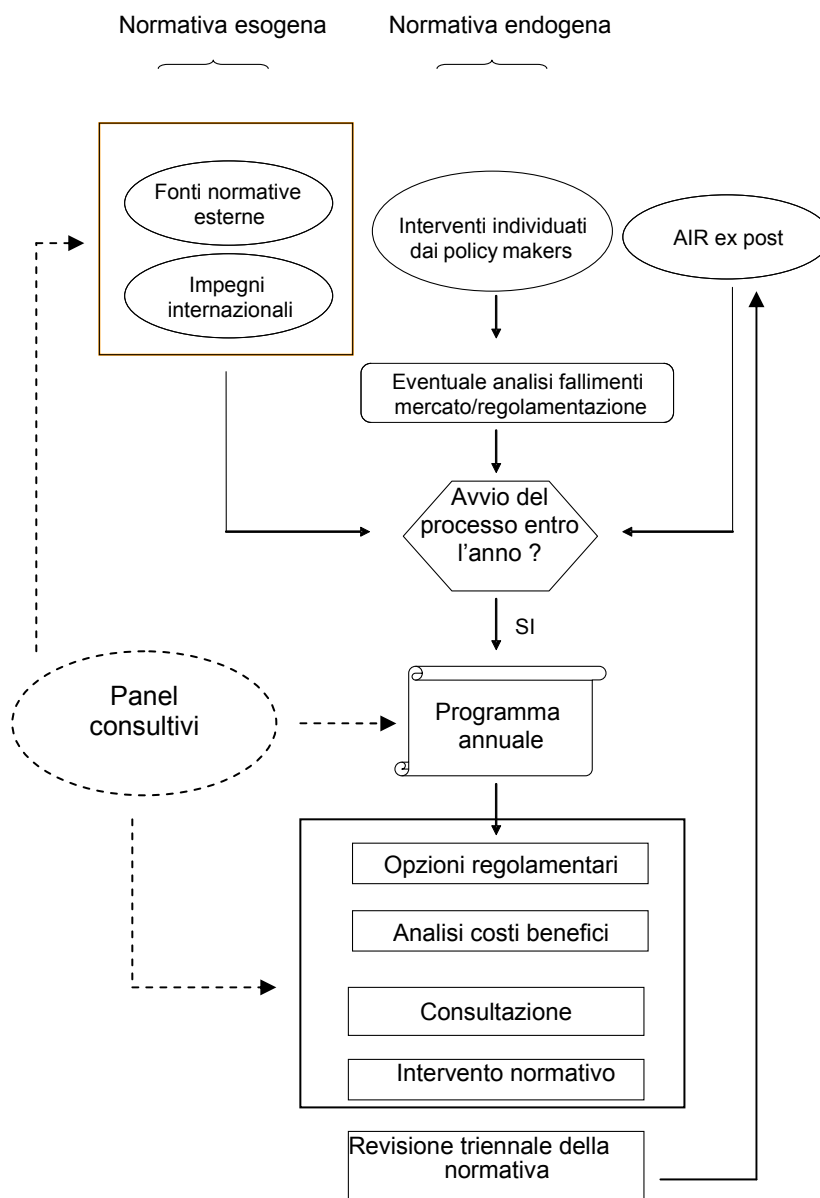 Normativa esogena
Normativa endogena
Fonti normative
esterne
Impegni
internazionali
Interventi individuati
dai policy makers
AIR ex post
Eventuale analisi fallimenti
mercato/regolamentazione
Avvio del
processo entro
l'anno ?
SI
Panel
consultivi
Programma
annuale
Opzioni regolamentari
Analisi costi benefici
Consultazione
Intervento normativo
Revisione triennale della
normativa